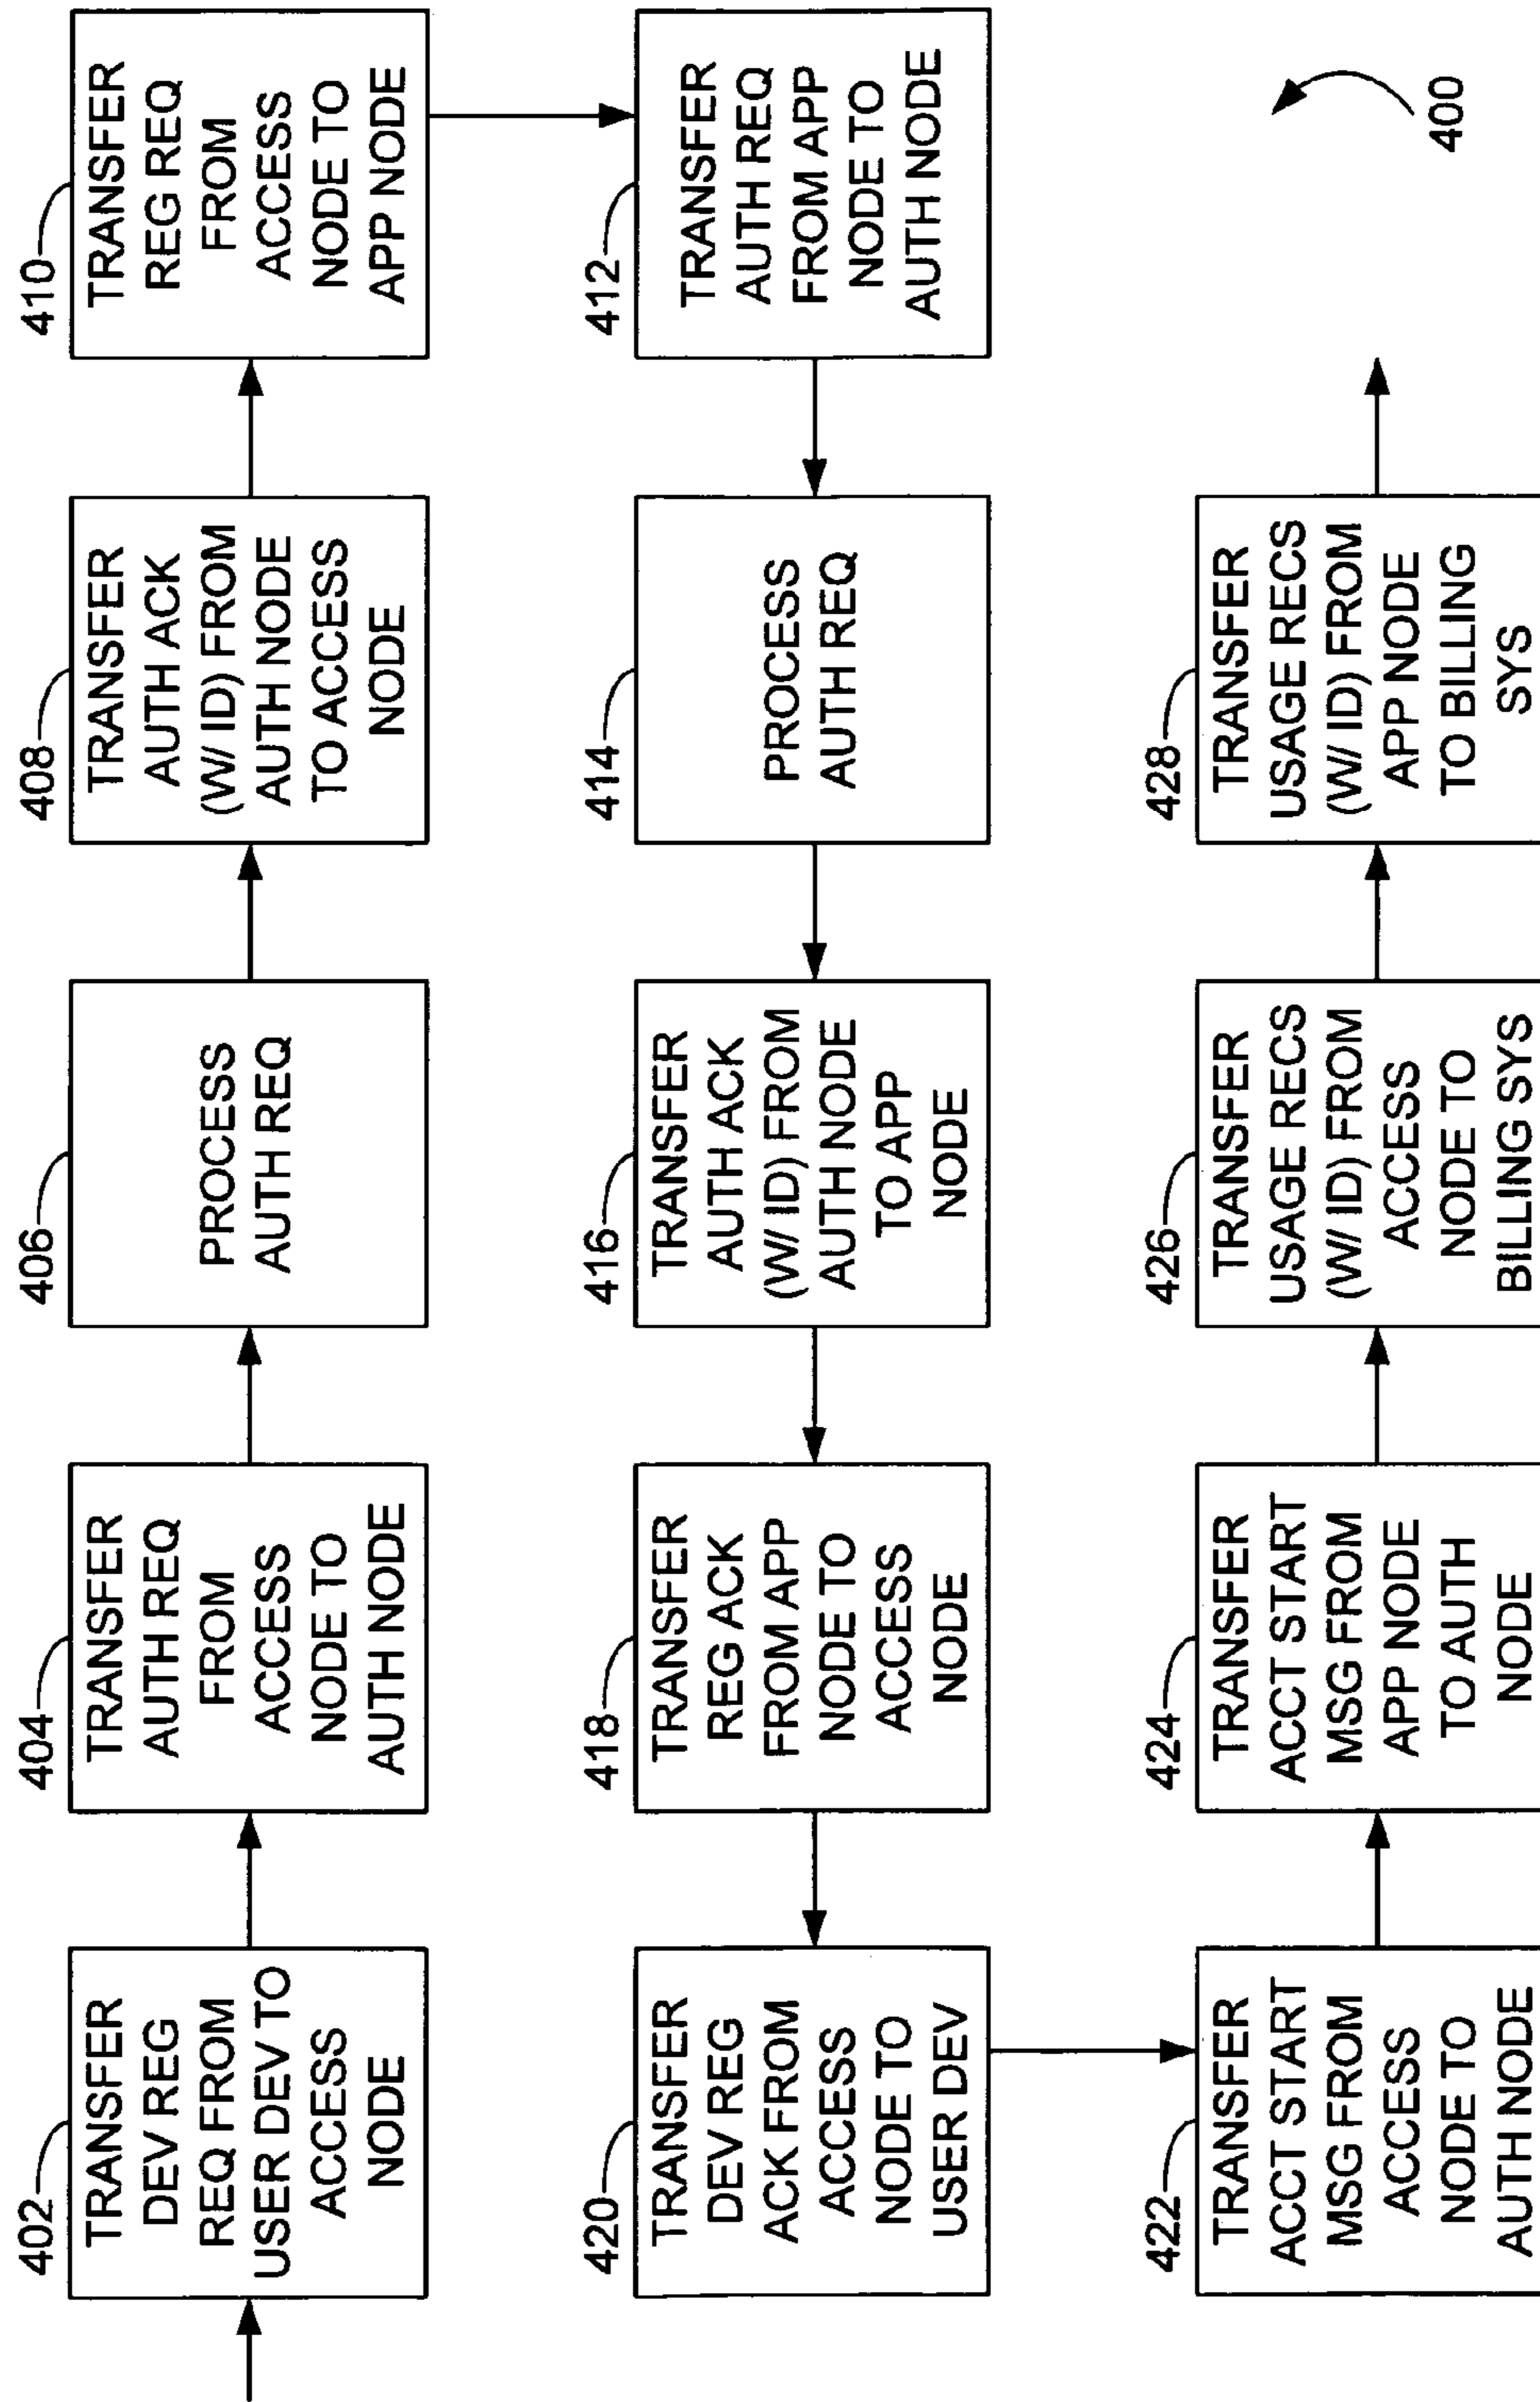 402
TRANSFER
DEV REG
REQ FROM
USER DEV TO
ACCESS
NODE
404
TRANSFER
AUTH REQ
FROM
ACCESS
NODE TO
AUTH NODE
406
PROCESS
AUTH REQ
408
TRANSFER
AUTH ACK
(W/ ID) FROM
AUTH NODE
TO ACCESS
NODE
410
TRANSFER
REG REQ
FROM
ACCESS
NODE TO
APP NODE
412
TRANSFER
AUTH REQ
FROM APP
NODE TO
AUTH NODE
414
PROCESS
AUTH REQ
416
TRANSFER
AUTH ACK
(W/ ID) FROM
AUTH NODE
TO APP
NODE
418
TRANSFER
REG ACK
FROM APP
NODE TO
ACCESS
NODE
420
TRANSFER
DEV REG
ACK FROM
ACCESS
NODE TO
USER DEV
422
TRANSFER
ACCT START
MSG FROM
ACCESS
NODE TO
AUTH NODE
424
TRANSFER
ACCT START
MSG FROM
APP NODE
TO AUTH
NODE
426
TRANSFER
USAGE RECS
(W/ ID) FROM
ACCESS
NODE TO
BILLING SYS
428
TRANSFER
USAGE RECS
(W/ ID) FROM
APP NODE
TO BILLING
SYS
400